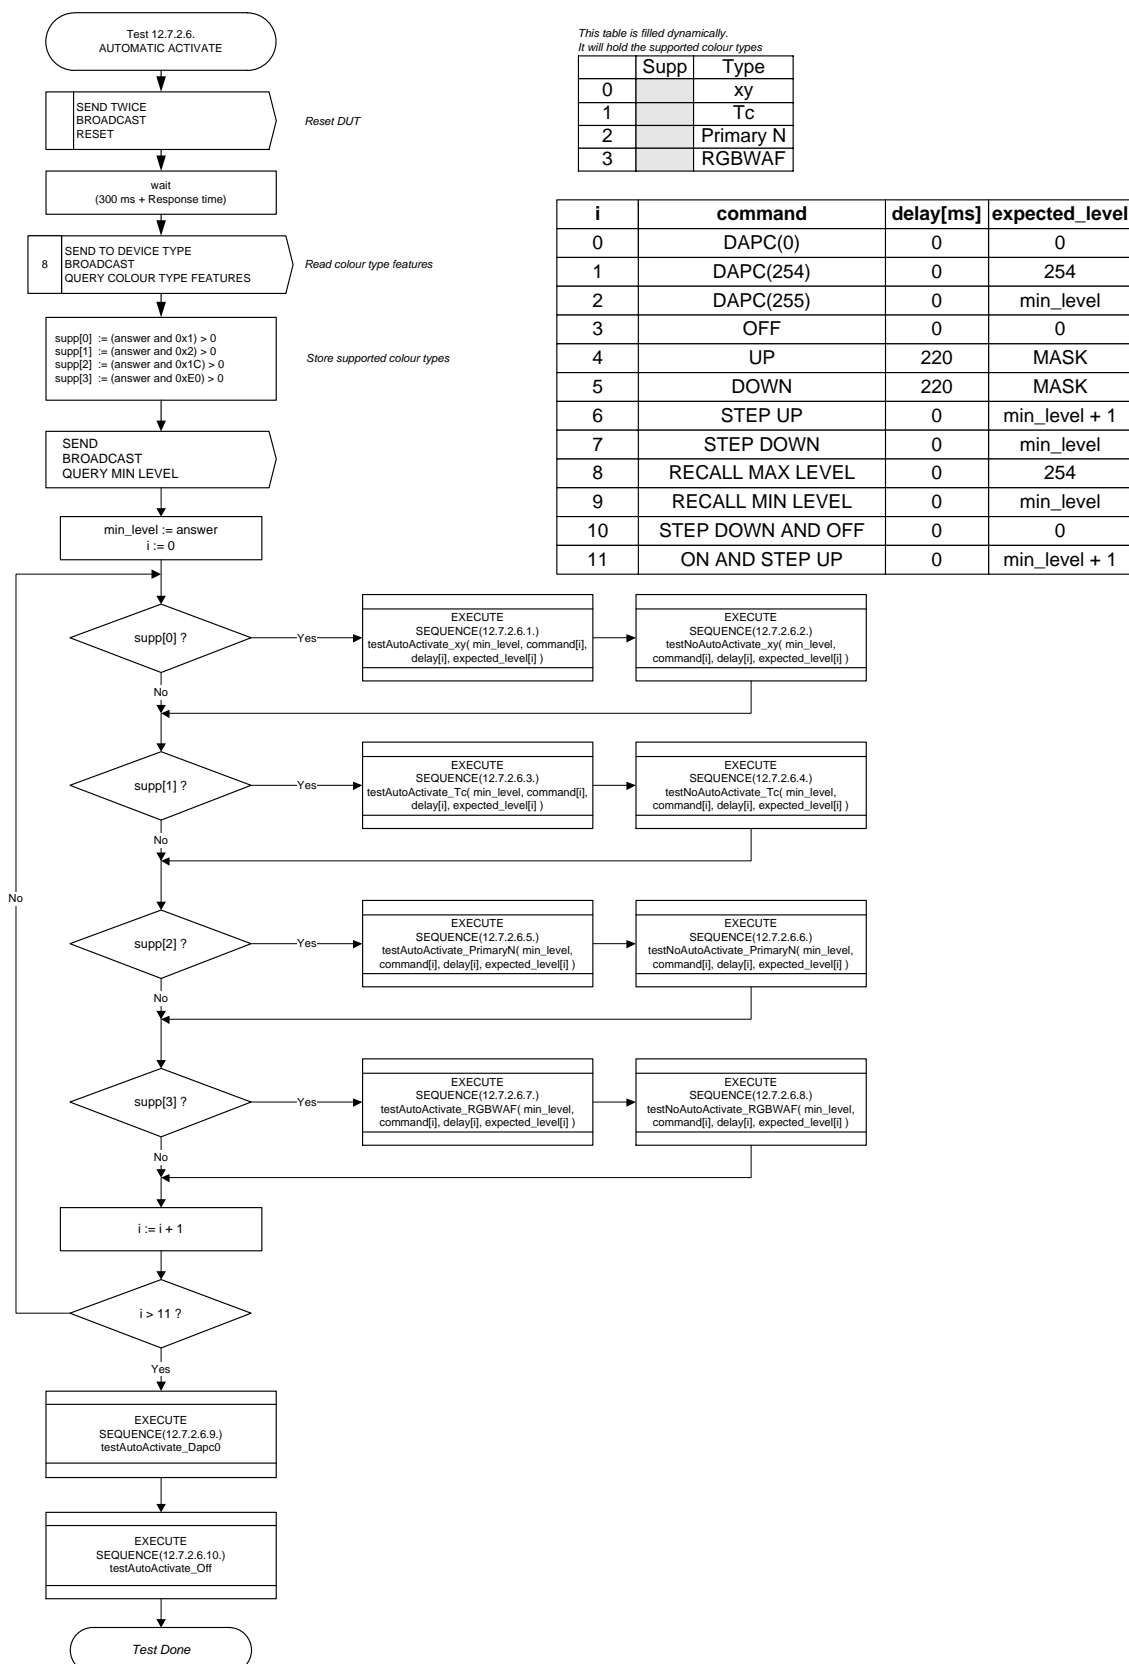 Test 12.7.2.6.
AUTOMATIC ACTIVATE
SEND TWICE
BROADCAST
RESET
Reset DUT
wait
(300 ms + Response time)
8
SEND TO DEVICE TYPE
BROADCAST
QUERY COLOUR TYPE FEATURES
Read colour type features
supp[0] := (answer and 0x1) > 0
supp[1] := (answer and 0x2) > 0
supp[2] := (answer and 0x1C) > 0
supp[3] := (answer and 0xE0) > 0
Store supported colour types
SEND
BROADCAST
QUERY MIN LEVEL
min_level := answer
i := 0
This table is filled dynamically.
It will hold the supported colour types
Supp Type
0 xy
1 Tc
2 Primary N
3 RGBWAF
i command delay[ms] expected_level
0 DAPC(0) 0 0
1 DAPC(254) 0 254
2 DAPC(255) 0 min_level
3 OFF 0 0
4 UP 220 MASK
5 DOWN 220 MASK
6 STEP UP 0 min_level + 1
7 STEP DOWN 0 min_level
8 RECALL MAX LEVEL 0 254
9 RECALL MIN LEVEL 0 min_level
10 STEP DOWN AND OFF 0 0
11 ON AND STEP UP 0 min_level + 1
supp[0] ?
Yes
EXECUTE
SEQUENCE(12.7.2.6.1.)
testAutoActivate_xy( min_level, command[i],
delay[i], expected_level[i] )
EXECUTE
SEQUENCE(12.7.2.6.2.)
testNoAutoActivate_xy( min_level,
command[i], delay[i], expected_level[i] )
No
supp[1] ?
Yes
EXECUTE
SEQUENCE(12.7.2.6.3.)
testAutoActivate_Tc( min_level, command[i],
delay[i], expected_level[i] )
EXECUTE
SEQUENCE(12.7.2.6.4.)
testNoAutoActivate_Tc( min_level,
command[i], delay[i], expected_level[i] )
No
No
supp[2] ?
Yes
EXECUTE
SEQUENCE(12.7.2.6.5.)
testAutoActivate_PrimaryN( min_level,
command[i], delay[i], expected_level[i] )
EXECUTE
SEQUENCE(12.7.2.6.6.)
testNoAutoActivate_PrimaryN( min_level,
command[i], delay[i], expected_level[i] )
No
supp[3] ?
Yes
EXECUTE
SEQUENCE(12.7.2.6.7.)
testAutoActivate_RGBWAF( min_level,
command[i], delay[i], expected_level[i] )
EXECUTE
SEQUENCE(12.7.2.6.8.)
testNoAutoActivate_RGBWAF( min_level,
command[i], delay[i], expected_level[i] )
No
i := i + 1
i > 11 ?
Yes
EXECUTE
SEQUENCE(12.7.2.6.9.)
testAutoActivate_Dapc0
EXECUTE
SEQUENCE(12.7.2.6.10.)
testAutoActivate_Off
Test Done